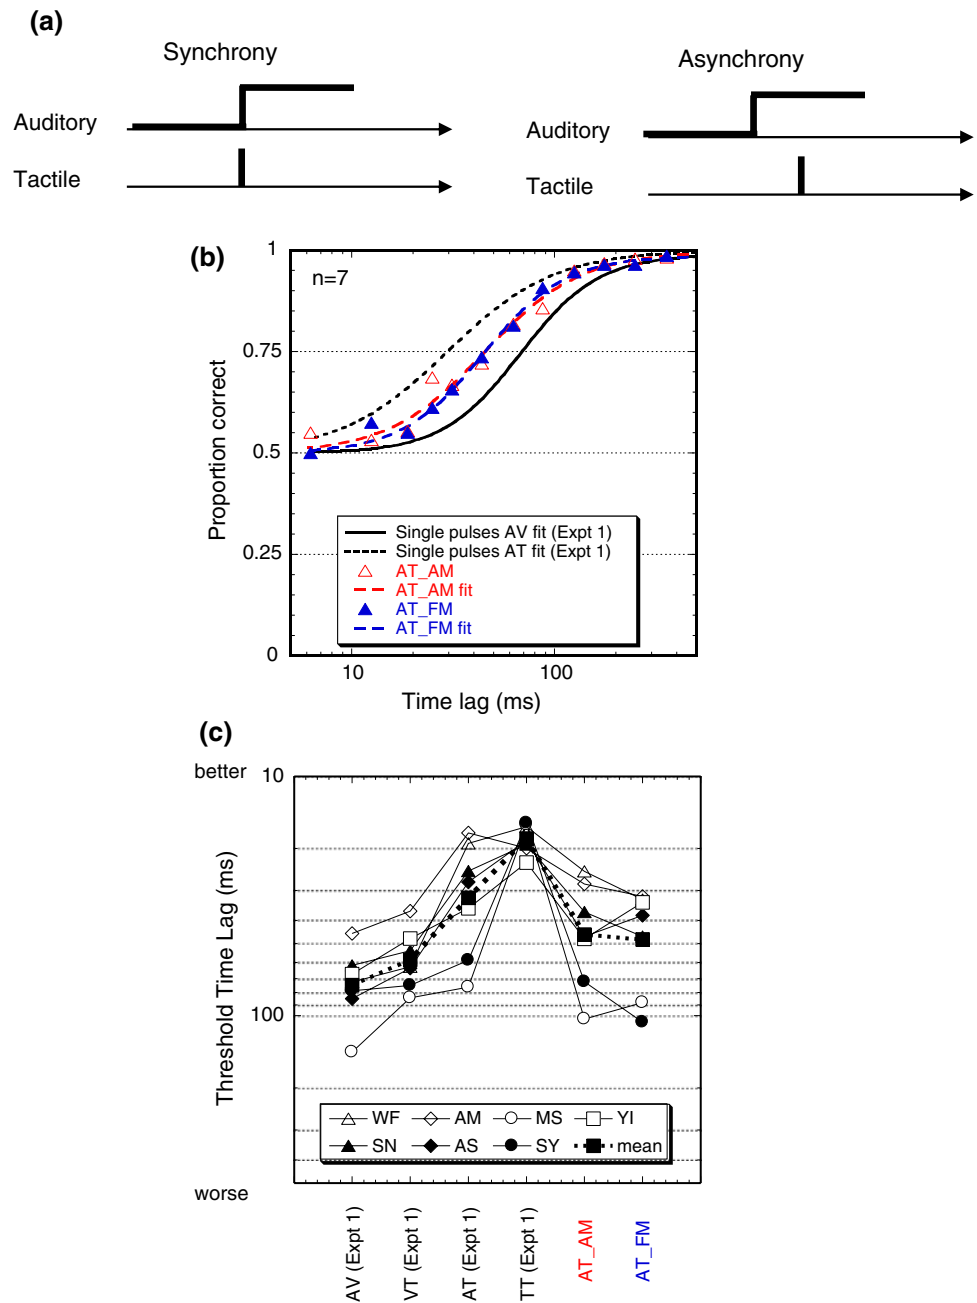 (a)
Synchrony
Asynchrony
Auditory
Tactile
Auditory
Tactile
(b)
1
0.75
0.5
0.25
0
Proportion correct
n=7
Single pulses AV fit (Expt 1)
Single pulses AT fit (Expt 1)
AT_AM
AT_AM fit
AT_FM
AT_FM fit
10
100
Time lag (ms)
(c)
better
10
100
worse
Threshold Time Lag (ms)
WF
AM
MS
YI
SN
AS
SY
mean
AV (Expt 1)
VT (Expt 1)
AT (Expt 1)
TT (Expt 1)
AT_AM
AT_FM